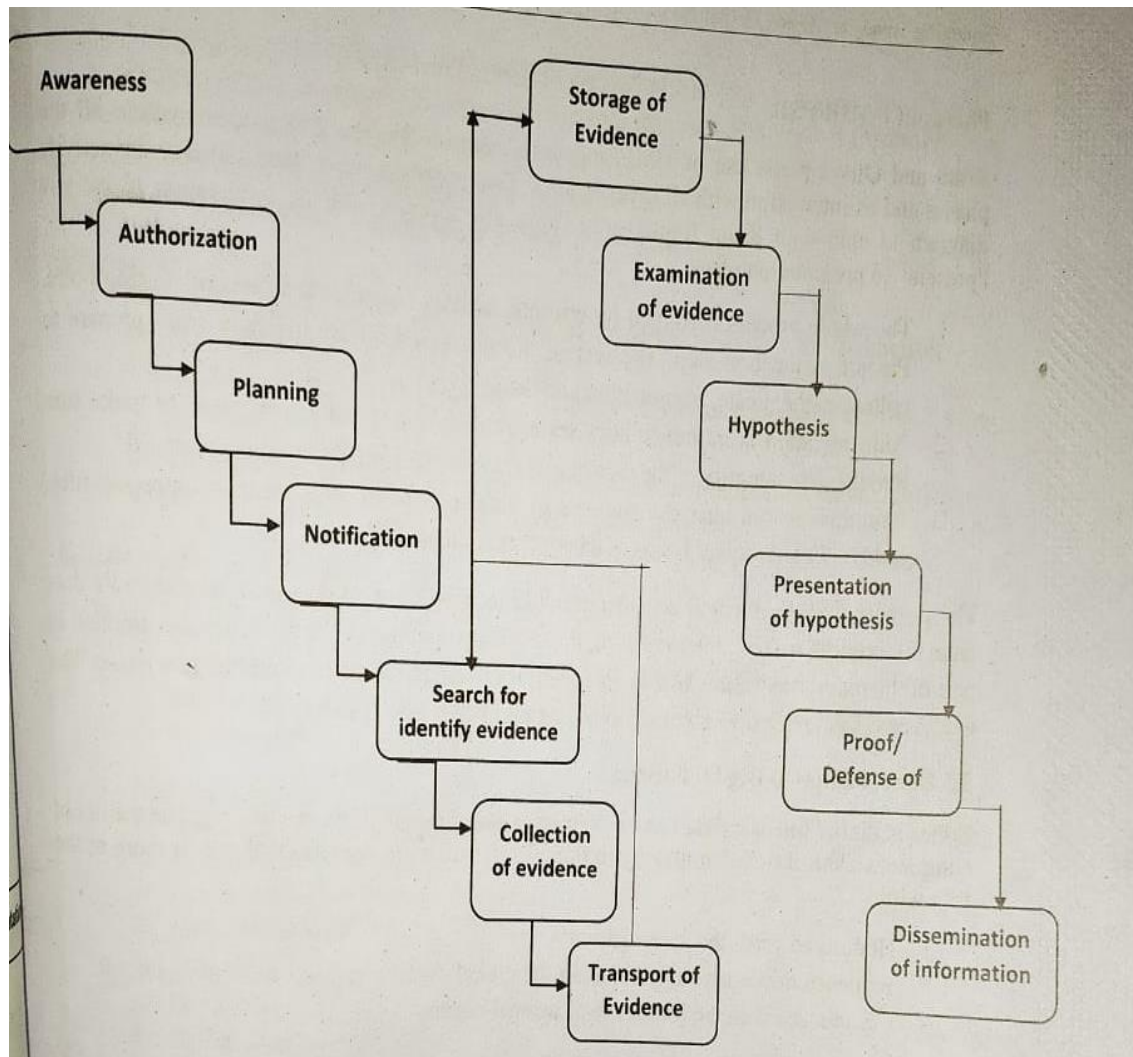 Awareness
Authorization
Planning
Notification
Search for
identify evidence
Collection
of evidence
Transport of
Evidence
Storage of
Evidence
Examination
of evidence
Hypothesis
Presentation
of hypothesis
Proof/
Defense of
Dissemination
of information